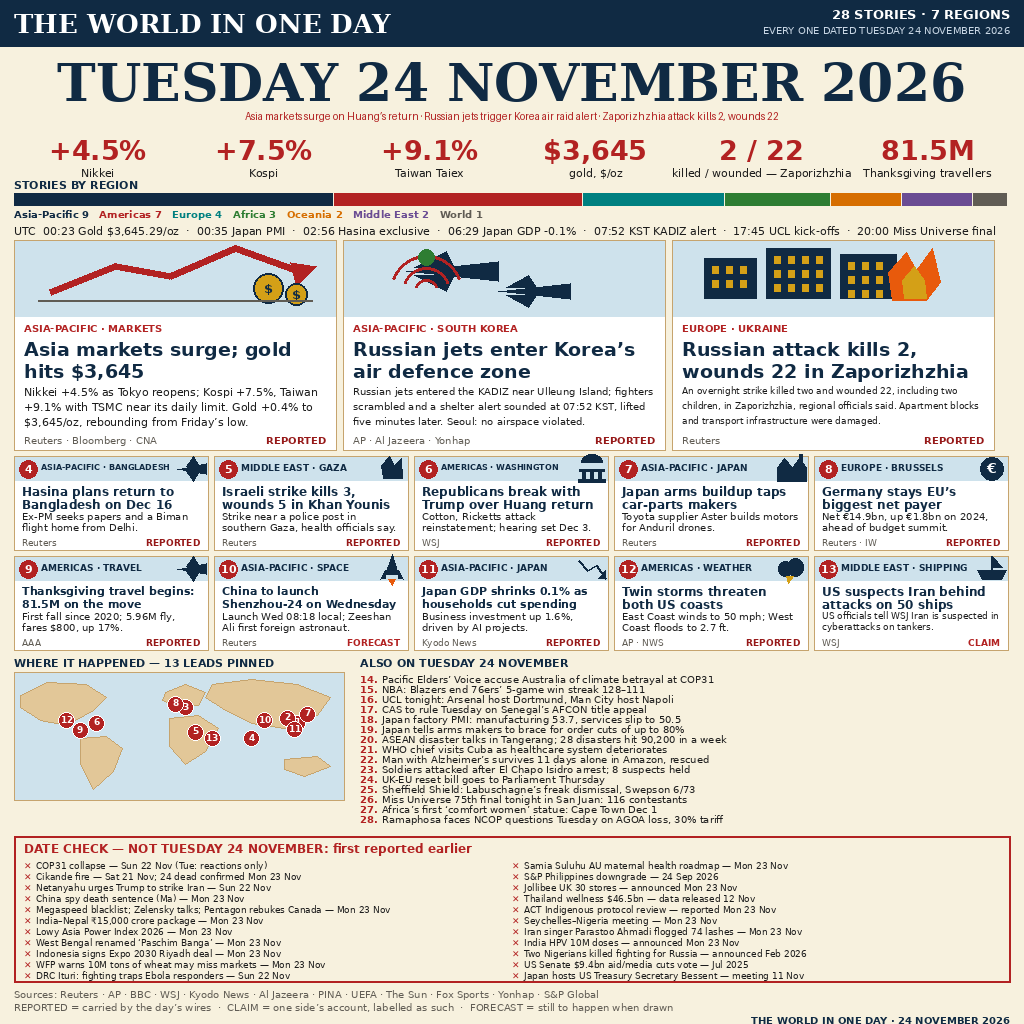 THE WORLD IN ONE DAY
28 STORIES · 7 REGIONS
EVERY ONE DATED TUESDAY 24 NOVEMBER 2026
TUESDAY 24 NOVEMBER 2026
Asia markets surge on Huang's return · Russian jets trigger Korea air raid alert · Zaporizhzhia attack kills 2, wounds 22
+4.5%
Nikkei
+7.5%
Kospi
+9.1%
Taiwan Taiex
$3,645
gold, $/oz
2 / 22
killed / wounded — Zaporizhzhia
81.5M
Thanksgiving travellers
STORIES BY REGION
Asia-Pacific 9 Americas 7 Europe 4 Africa 3 Oceania 2 Middle East 2 World 1
UTC 00:23 Gold $3,645.29/oz · 00:35 Japan PMI · 02:56 Hasina exclusive · 06:29 Japan GDP -0.1% · 07:52 KST KADIZ alert · 17:45 UCL kick-offs · 20:00 Miss Universe final
$
$
ASIA-PACIFIC · MARKETS
Asia markets surge; gold
hits $3,645
Nikkei +4.5% as Tokyo reopens; Kospi +7.5%, Taiwan
+9.1% with TSMC near its daily limit. Gold +0.4% to
$3,645/oz, rebounding from Friday's low.
Reuters · Bloomberg · CNA
REPORTED
ASIA-PACIFIC · SOUTH KOREA
Russian jets enter Korea's
air defence zone
Russian jets entered the KADIZ near Ulleung Island; fighters
scrambled and a shelter alert sounded at 07:52 KST, lifted
five minutes later. Seoul: no airspace violated.
AP · Al Jazeera · Yonhap
REPORTED
EUROPE · UKRAINE
Russian attack kills 2,
wounds 22 in Zaporizhzhia
An overnight strike killed two and wounded 22, including two
children, in Zaporizhzhia, regional officials said. Apartment blocks
and transport infrastructure were damaged.
Reuters
REPORTED
4 ASIA-PACIFIC · BANGLADESH
Hasina plans return to
Bangladesh on Dec 16
Ex-PM seeks papers and a Biman
flight home from Delhi.
Reuters
REPORTED
5 MIDDLE EAST · GAZA
Israeli strike kills 3,
wounds 5 in Khan Younis
Strike near a police post in
southern Gaza, health officials say.
Reuters
REPORTED
6 AMERICAS · WASHINGTON
Republicans break with
Trump over Huang return
Cotton, Ricketts attack
reinstatement; hearing set Dec 3.
WSJ
REPORTED
7 ASIA-PACIFIC · JAPAN
Japan arms buildup taps
car-parts makers
Toyota supplier Aster builds motors
for Anduril drones.
Reuters
REPORTED
8 EUROPE · BRUSSELS
€
Germany stays EU's
biggest net payer
Net €14.9bn, up €1.8bn on 2024,
ahead of budget summit.
Reuters · IW
REPORTED
9 AMERICAS · TRAVEL
Thanksgiving travel begins:
81.5M on the move
First fall since 2020; 5.96M fly,
fares $800, up 17%.
AAA
REPORTED
10 ASIA-PACIFIC · SPACE
China to launch
Shenzhou-24 on Wednesday
Launch Wed 08:18 local; Zeeshan
Ali first foreign astronaut.
Reuters
FORECAST
11 ASIA-PACIFIC · JAPAN
Japan GDP shrinks 0.1% as
households cut spending
Business investment up 1.6%,
driven by AI projects.
Kyodo News
REPORTED
12 AMERICAS · WEATHER
Twin storms threaten
both US coasts
East Coast winds to 50 mph; West
Coast floods to 2.7 ft.
AP · NWS
REPORTED
13 MIDDLE EAST · SHIPPING
US suspects Iran behind
attacks on 50 ships
US officials tell WSJ Iran is suspected in
cyberattacks on tankers.
WSJ
CLAIM
WHERE IT HAPPENED — 13 LEADS PINNED
12
9
6
8
3
5
13
4
10
2
11
7
ALSO ON TUESDAY 24 NOVEMBER
14. Pacific Elders' Voice accuse Australia of climate betrayal at COP31
15. NBA: Blazers end 76ers' 5-game win streak 128–111
16. UCL tonight: Arsenal host Dortmund, Man City host Napoli
17. CAS to rule Tuesday on Senegal's AFCON title appeal
18. Japan factory PMI: manufacturing 53.7, services slip to 50.5
19. Japan tells arms makers to brace for order cuts of up to 80%
20. ASEAN disaster talks in Tangerang; 28 disasters hit 90,200 in a week
21. WHO chief visits Cuba as healthcare system deteriorates
22. Man with Alzheimer's survives 11 days alone in Amazon, rescued
23. Soldiers attacked after El Chapo Isidro arrest; 8 suspects held
24. UK-EU reset bill goes to Parliament Thursday
25. Sheffield Shield: Labuschagne's freak dismissal, Swepson 6/73
26. Miss Universe 75th final tonight in San Juan: 116 contestants
27. Africa's first 'comfort women' statue: Cape Town Dec 1
28. Ramaphosa faces NCOP questions Tuesday on AGOA loss, 30% tariff
DATE CHECK — NOT TUESDAY 24 NOVEMBER: first reported earlier
× COP31 collapse — Sun 22 Nov (Tue: reactions only)
× Cikande fire — Sat 21 Nov; 24 dead confirmed Mon 23 Nov
× Netanyahu urges Trump to strike Iran — Sun 22 Nov
× China spy death sentence (Ma) — Mon 23 Nov
× Megaspeed blacklist; Zelensky talks; Pentagon rebukes Canada — Mon 23 Nov
× India–Nepal ₹15,000 crore package — Mon 23 Nov
× Lowy Asia Power Index 2026 — Mon 23 Nov
× West Bengal renamed 'Paschim Banga' — Mon 23 Nov
× Indonesia signs Expo 2030 Riyadh deal — Mon 23 Nov
× WFP warns 10M tons of wheat may miss markets — Mon 23 Nov
× DRC Ituri: fighting traps Ebola responders — Sun 22 Nov
× Samia Suluhu AU maternal health roadmap — Mon 23 Nov
× S&P Philippines downgrade — 24 Sep 2026
× Jollibee UK 30 stores — announced Mon 23 Nov
× Thailand wellness $46.5bn — data released 12 Nov
× ACT Indigenous protocol review — reported Mon 23 Nov
× Seychelles–Nigeria meeting — Mon 23 Nov
× Iran singer Parastoo Ahmadi flogged 74 lashes — Mon 23 Nov
× India HPV 10M doses — announced Mon 23 Nov
× Two Nigerians killed fighting for Russia — announced Feb 2026
× US Senate $9.4bn aid/media cuts vote — Jul 2025
× Japan hosts US Treasury Secretary Bessent — meeting 11 Nov
Sources: Reuters · AP · BBC · WSJ · Kyodo News · Al Jazeera · PINA · UEFA · The Sun · Fox Sports · Yonhap · S&P Global
REPORTED = carried by the day's wires · CLAIM = one side's account, labelled as such · FORECAST = still to happen when drawn
THE WORLD IN ONE DAY · 24 NOVEMBER 2026